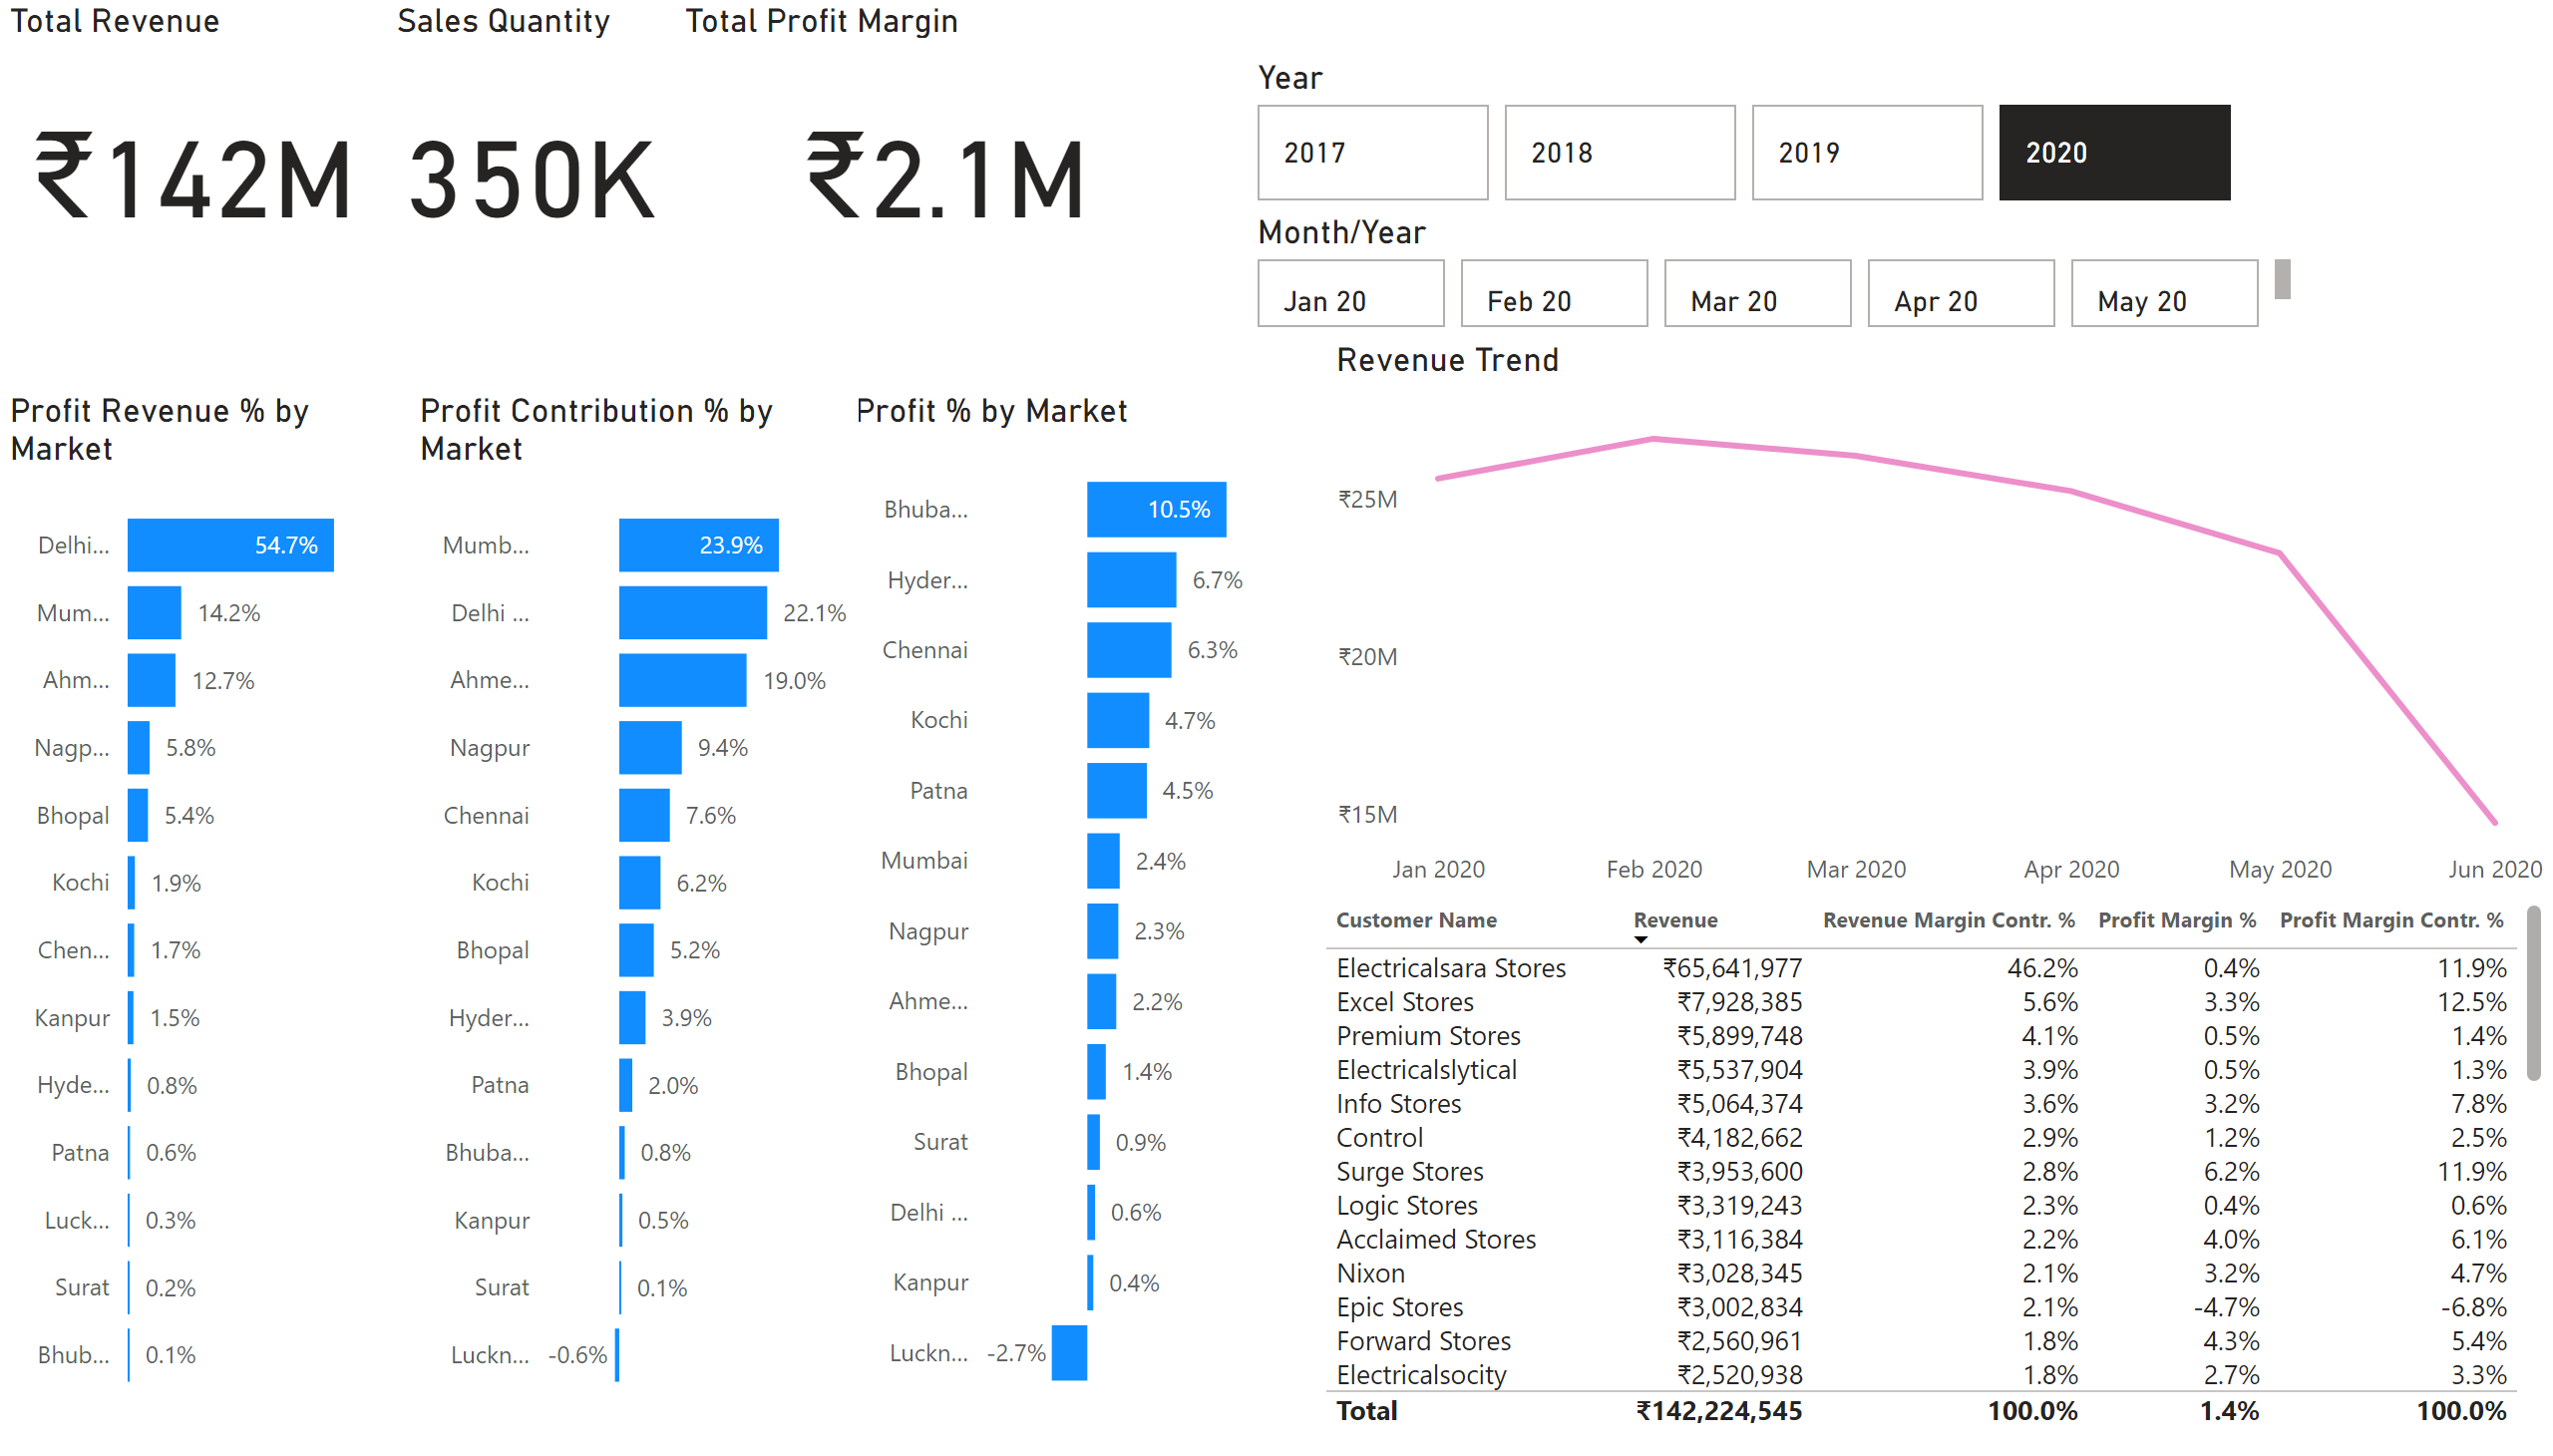 Total Revenue
Sales Quantity
Total Profit Margin
₹142M
350K
₹2.1M
Year
2017
2018
2019
2020
Month/Year
Jan 20
Feb 20
Mar 20
Apr 20
May 20
Profit Revenue % by
Market
Delhi... 54.7%
Mum... 14.2%
Ahm... 12.7%
Nagp... 5.8%
Bhopal 5.4%
Kochi 1.9%
Chen... 1.7%
Kanpur 1.5%
Hyde... 0.8%
Patna 0.6%
Luck... 0.3%
Surat 0.2%
Bhub... 0.1%
Profit Contribution % by
Market
Mumb... 23.9%
Delhi ... 22.1%
Ahme... 19.0%
Nagpur 9.4%
Chennai 7.6%
Kochi 6.2%
Bhopal 5.2%
Hyder... 3.9%
Patna 2.0%
Bhuba... 0.8%
Kanpur 0.5%
Surat 0.1%
Luckn... -0.6%
Profit % by Market
Bhuba... 10.5%
Hyder... 6.7%
Chennai 6.3%
Kochi 4.7%
Patna 4.5%
Mumbai 2.4%
Nagpur 2.3%
Ahme... 2.2%
Bhopal 1.4%
Surat 0.9%
Delhi ... 0.6%
Kanpur 0.4%
Luckn... -2.7%
Revenue Trend
₹25M
₹20M
₹15M
Jan 2020 Feb 2020 Mar 2020 Apr 2020 May 2020 Jun 2020
Customer Name Revenue Revenue Margin Contr. % Profit Margin % Profit Margin Contr. %
Electricalsara Stores ₹65,641,977 46.2% 0.4% 11.9%
Excel Stores ₹7,928,385 5.6% 3.3% 12.5%
Premium Stores ₹5,899,748 4.1% 0.5% 1.4%
Electricalslytical ₹5,537,904 3.9% 0.5% 1.3%
Info Stores ₹5,064,374 3.6% 3.2% 7.8%
Control ₹4,182,662 2.9% 1.2% 2.5%
Surge Stores ₹3,953,600 2.8% 6.2% 11.9%
Logic Stores ₹3,319,243 2.3% 0.4% 0.6%
Acclaimed Stores ₹3,116,384 2.2% 4.0% 6.1%
Nixon ₹3,028,345 2.1% 3.2% 4.7%
Epic Stores ₹3,002,834 2.1% -4.7% -6.8%
Forward Stores ₹2,560,961 1.8% 4.3% 5.4%
Electricalsocity ₹2,520,938 1.8% 2.7% 3.3%
Total ₹142,224,545 100.0% 1.4% 100.0%